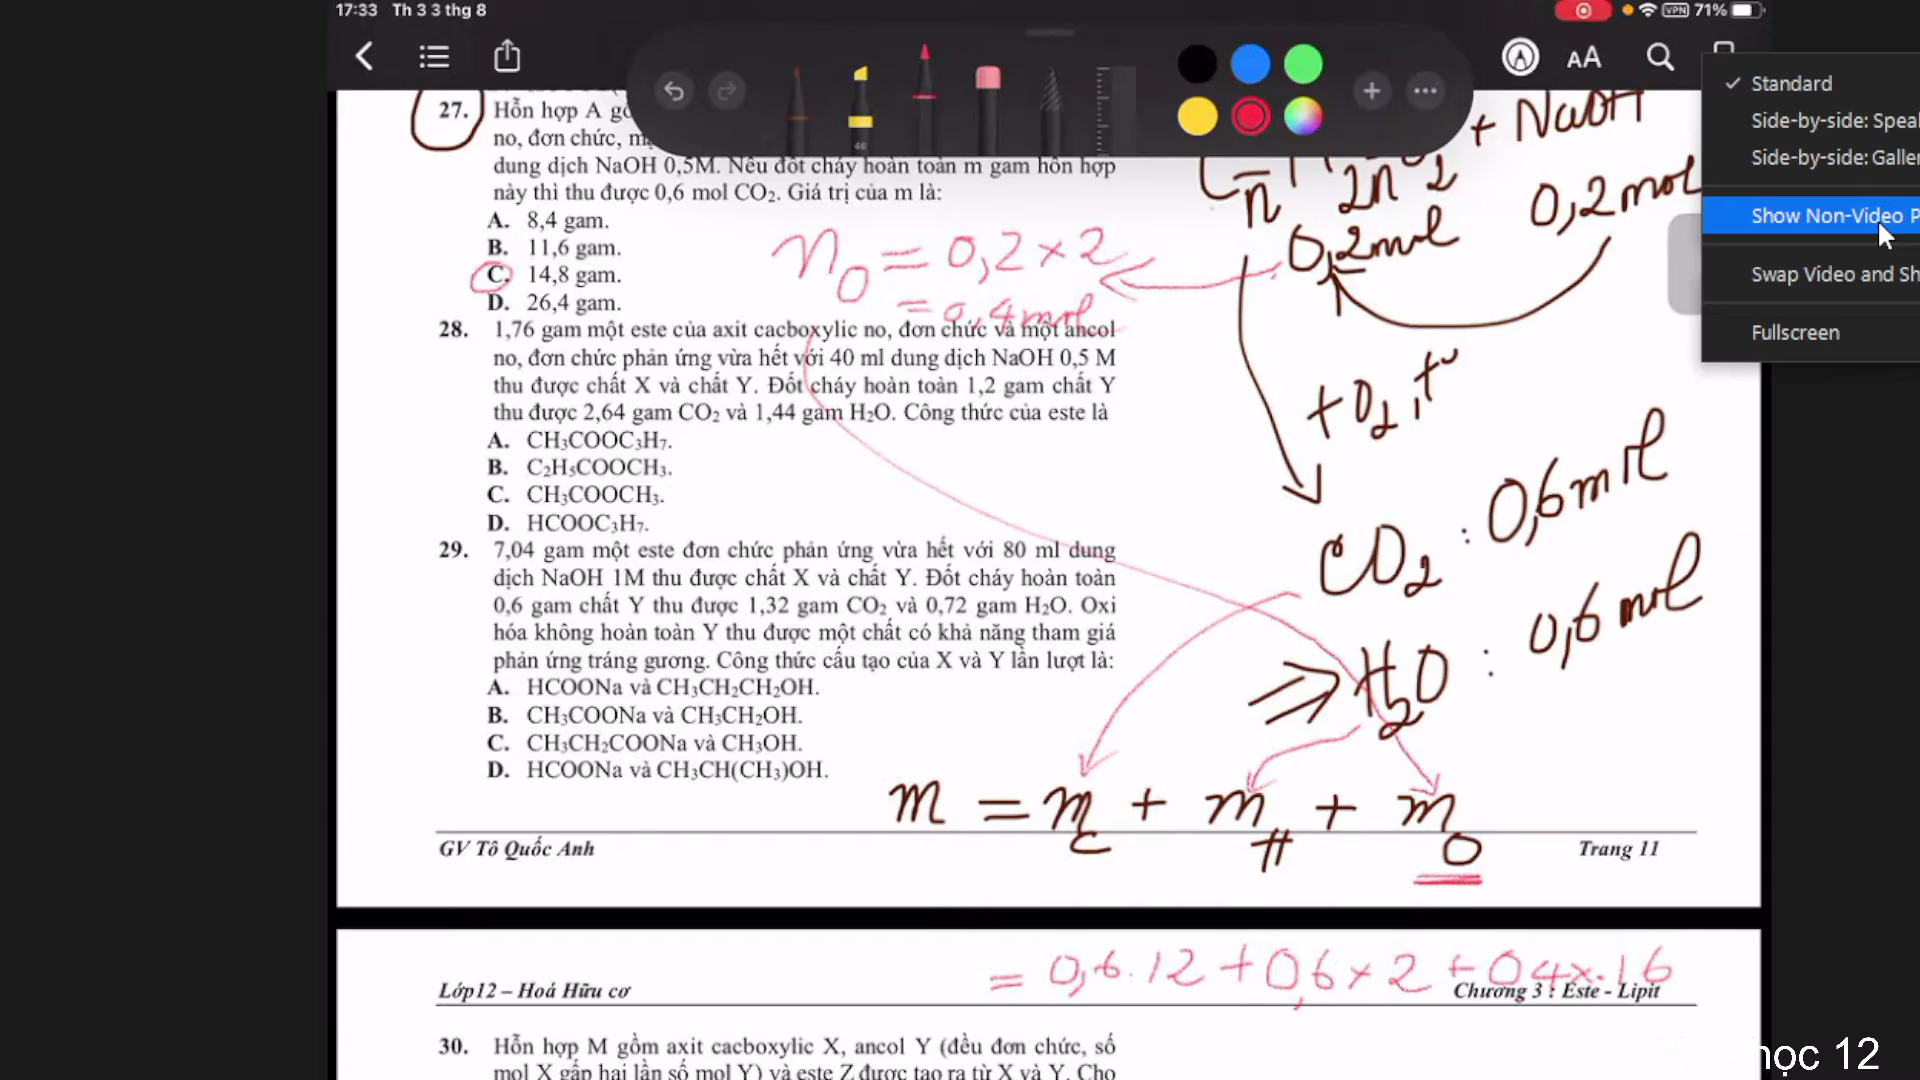 17:33 Th 3 3 thg 8
VPN 71%
AA
Standard
Side-by-side: Speal
Side-by-side: Galler
Show Non-Video P
Swap Video and Sh
Fullscreen
27. Hỗn hợp A gồ
no, đơn chức, mạ
dung dịch NaOH 0,5M. Nếu đốt cháy hoàn toàn m gam hỗn hợp
này thì thu được 0,6 mol CO₂. Giá trị của m là:
A. 8,4 gam.
B. 11,6 gam.
C. 14,8 gam.
D. 26,4 gam.
28. 1,76 gam một este của axit cacboxylic no, đơn chức và một ancol
no, đơn chức phản ứng vừa hết với 40 ml dung dịch NaOH 0,5 M
thu được chất X và chất Y. Đốt cháy hoàn toàn 1,2 gam chất Y
thu được 2,64 gam CO₂ và 1,44 gam H₂O. Công thức của este là
A. CH₃COOC₃H₇.
B. C₂H₅COOCH₃.
C. CH₃COOCH₃.
D. HCOOC₃H₇.
29. 7,04 gam một este đơn chức phản ứng vừa hết với 80 ml dung
dịch NaOH 1M thu được chất X và chất Y. Đốt cháy hoàn toàn
0,6 gam chất Y thu được 1,32 gam CO₂ và 0,72 gam H₂O. Oxi
hóa không hoàn toàn Y thu được một chất có khả năng tham giá
phản ứng tráng gương. Công thức cấu tạo của X và Y lần lượt là:
A. HCOONa và CH₃CH₂CH₂OH.
B. CH₃COONa và CH₃CH₂OH.
C. CH₃CH₂COONa và CH₃OH.
D. HCOONa và CH₃CH(CH₃)OH.
+ NaOH
n 2n 2
0,2mol 0,2mol
n_O = 0,2 × 2
= 0,4mol
+O₂, t°
CO₂ : 0,6mol
⇒ H₂O : 0,6mol
m = m_C + m_H + m_O
GV Tô Quốc Anh Trang 11
= 0,6.12 + 0,6 × 2 + 0,4×.16
Lớp12 – Hoá Hữu cơ Chương 3 : Este - Lipit
30. Hỗn hợp M gồm axit cacboxylic X, ancol Y (đều đơn chức, số
mol X gấp hai lần số mol Y) và este Z được tạo ra từ X và Y. Cho
học 12